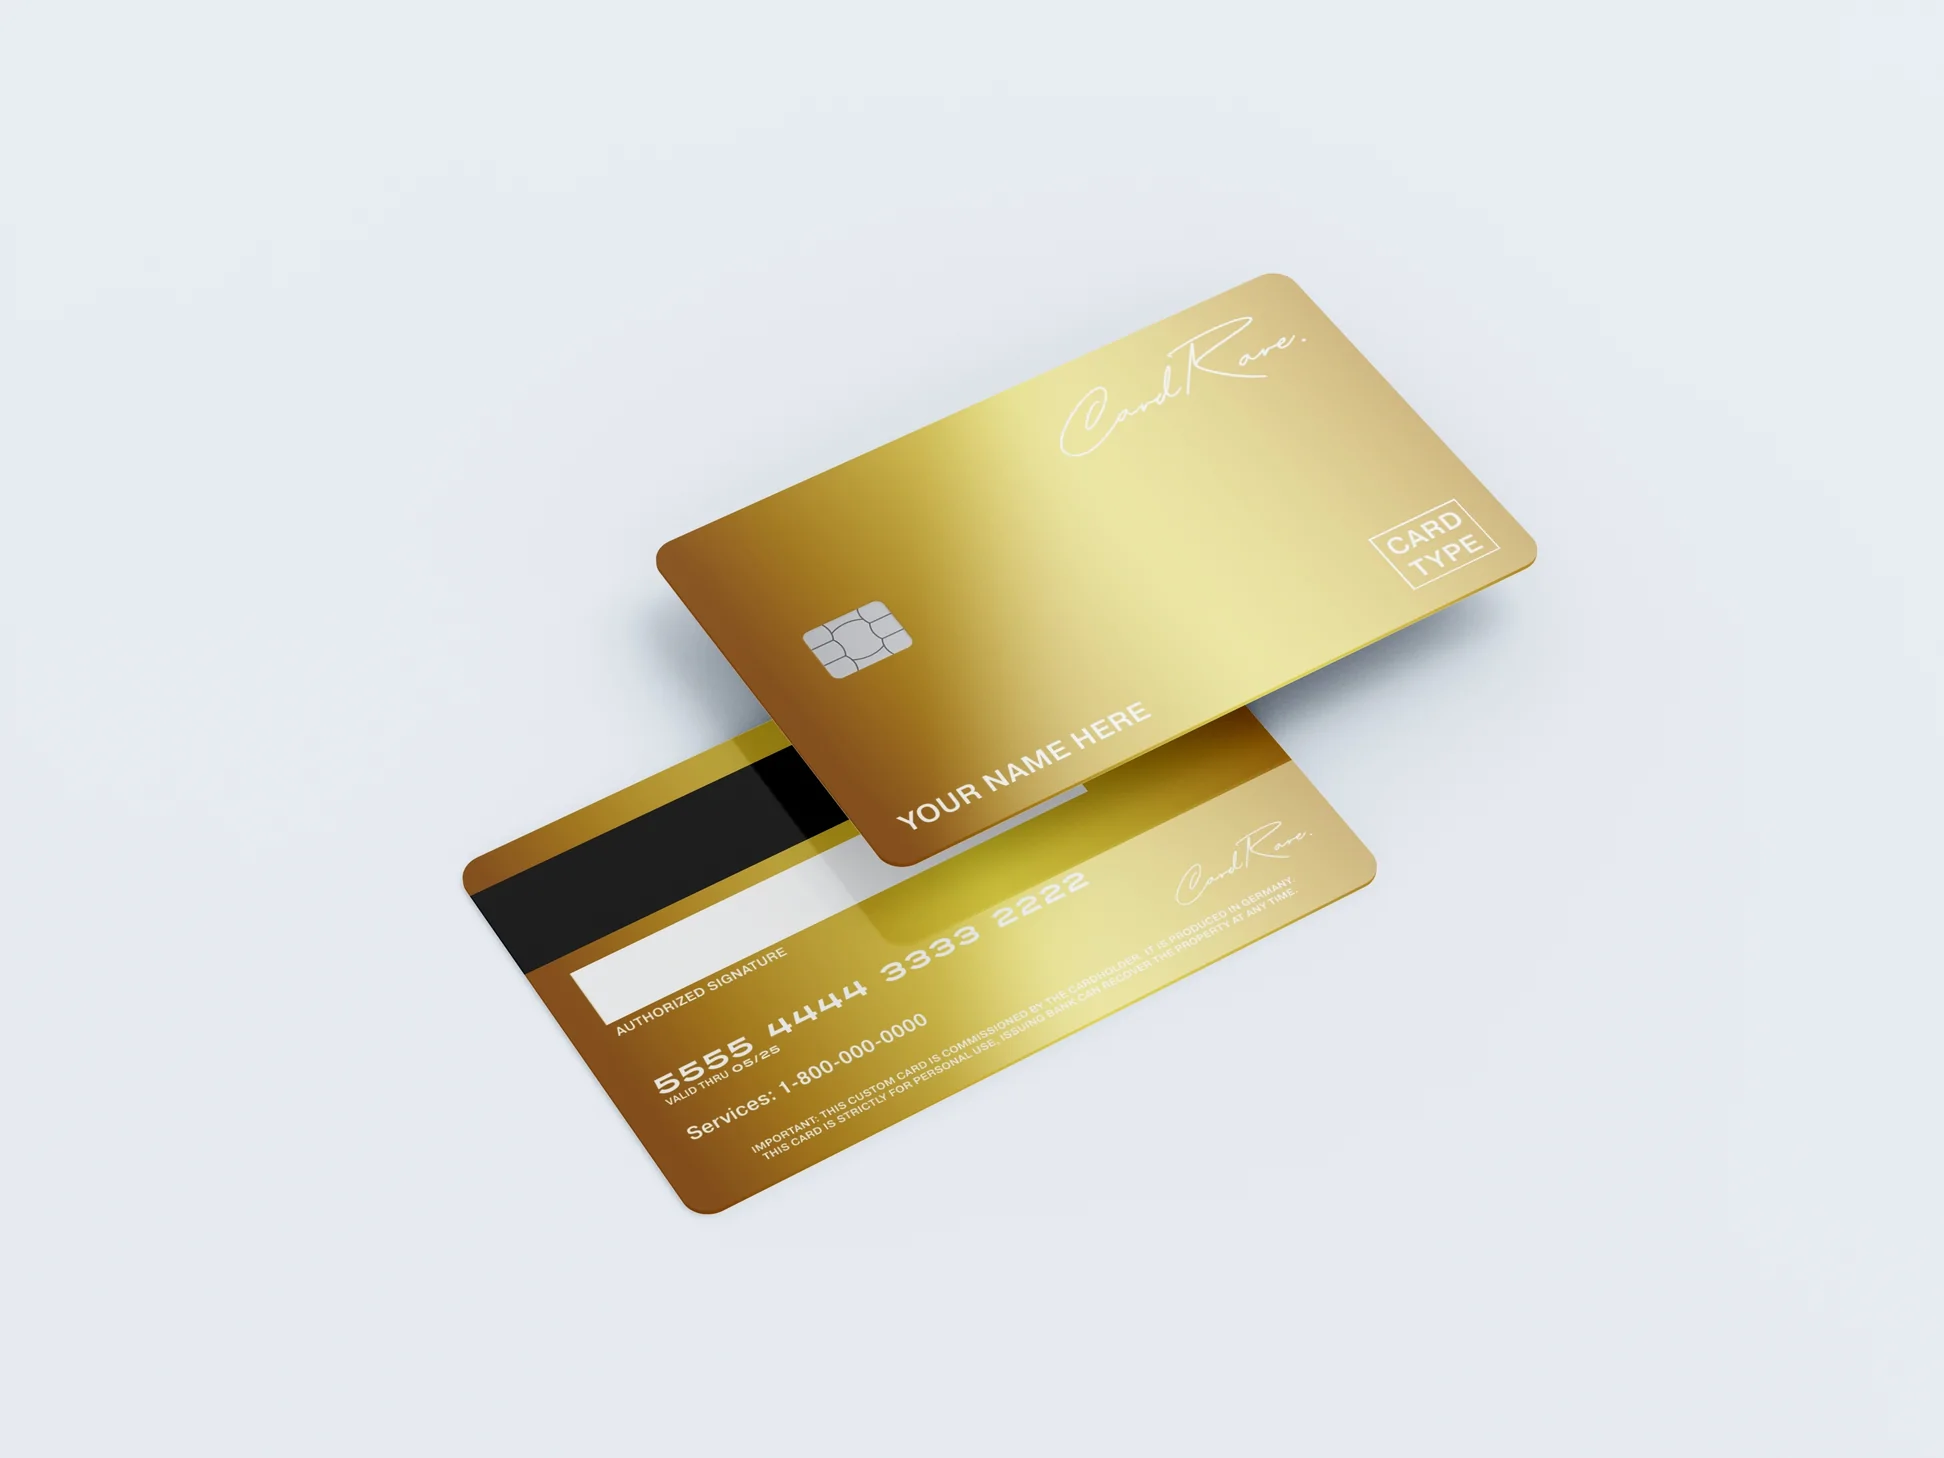 CardRare.
CARD
TYPE
YOUR NAME HERE
AUTHORIZED SIGNATURE
5555 4444 3333 2222
VALID THRU 05/25
Services: 1-800-000-0000
CardRare.
IMPORTANT: THIS CUSTOM CARD IS COMMISSIONED BY THE CARDHOLDER. IT IS PRODUCED IN GERMANY.
THIS CARD IS STRICTLY FOR PERSONAL USE, ISSUING BANK CAN RECOVER THE PROPERTY AT ANY TIME.